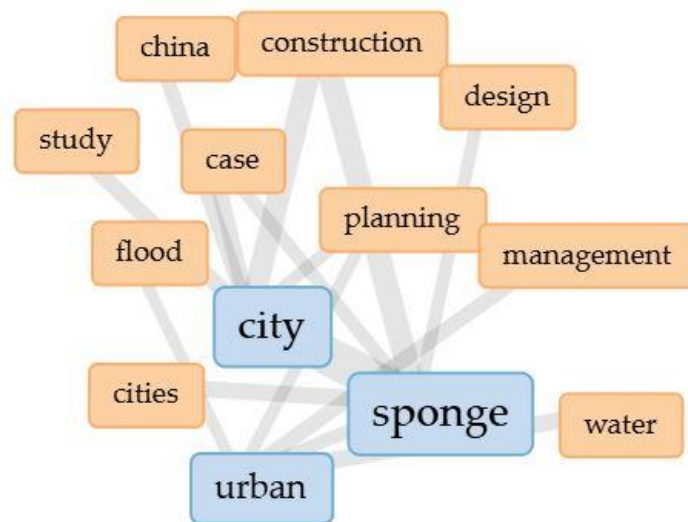 china
construction
design
study
case
planning
flood
management
city
cities
sponge
water
urban